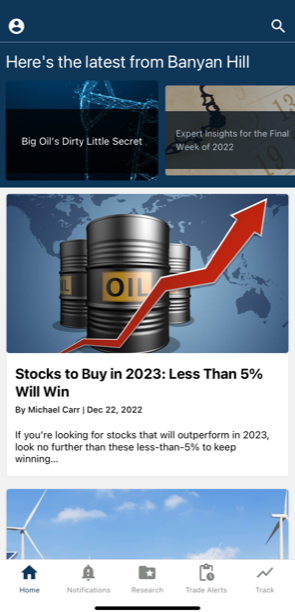 Here's the latest from Banyan Hill
Big Oil's Dirty Little Secret
Expert Insights for the Final
Week of 2022
OIL
OIL
Stocks to Buy in 2023: Less Than 5%
Will Win
By Michael Carr | Dec 22, 2022
If you're looking for stocks that will outperform in 2023,
look no further than these less-than-5% to keep
winning...
Home
Notifications
Research
Trade Alerts
Track